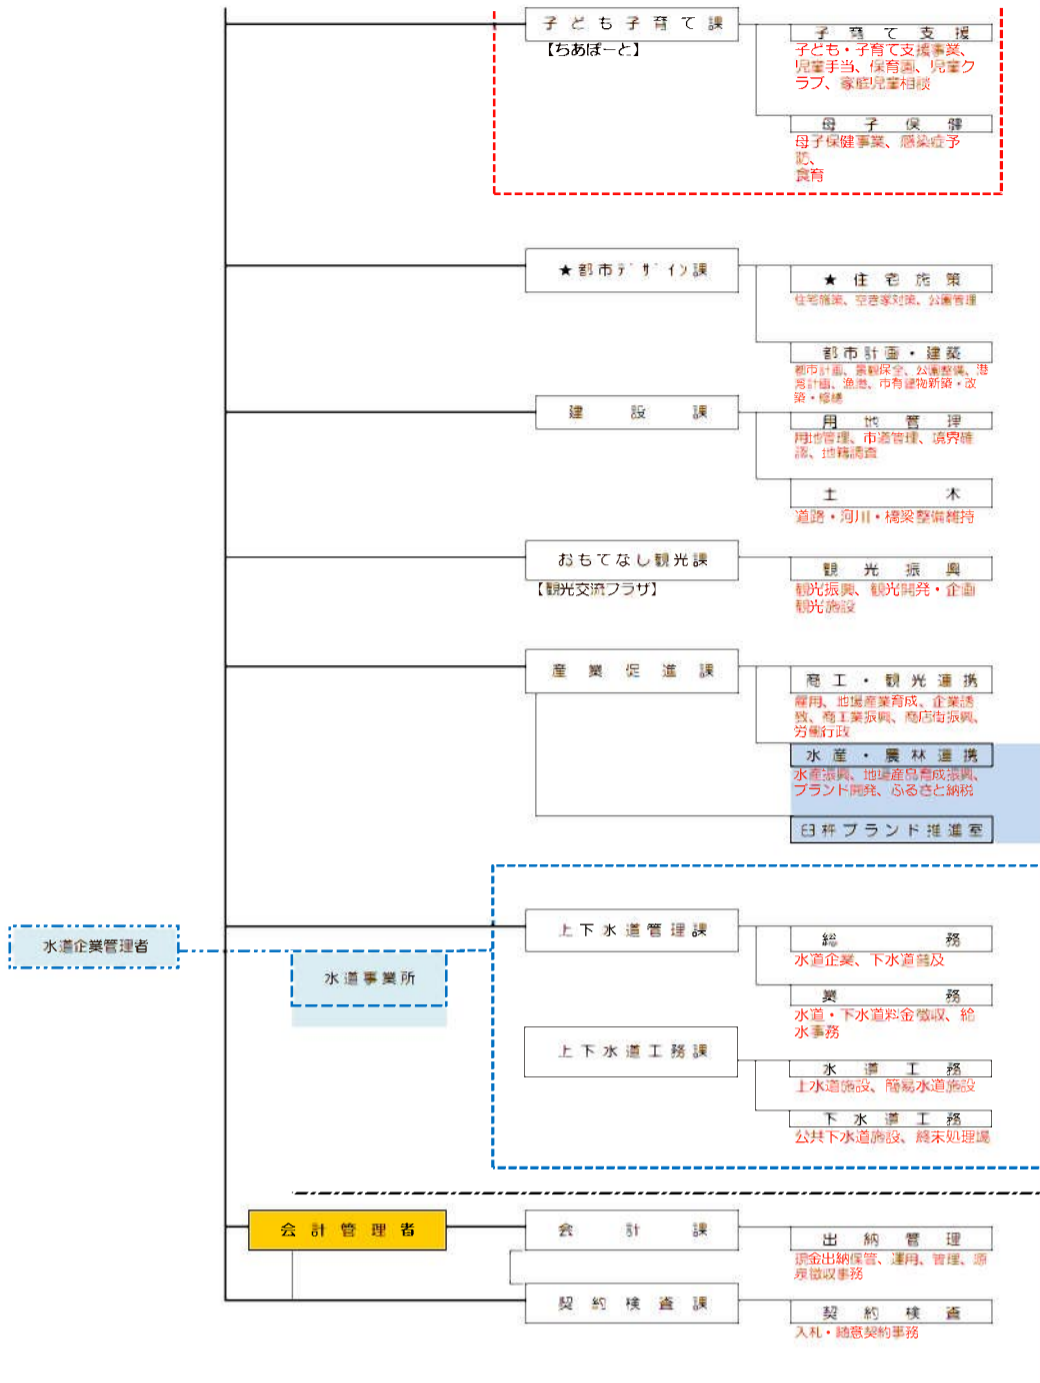 子ども子育て課
【ちあぽーと】
子育て支援
子ども・子育て支援事業、
児童手当、保育園、児童ク
ラブ、家庭児童相談
母子保健
母子保健事業、感染症予
防、
食育
★都市デザイン課
★住宅施策
住宅施策、空き家対策、公園管理
都市計画・建築
都市計画、景観保全、公園整備、港
湾計画、漁港、市有建物新築・改
築・修繕
建設課
用地管理
用地管理、市道管理、境界確
認、地籍調査
土木
道路・河川・橋梁整備維持
おもてなし観光課
【観光交流プラザ】
観光振興
観光振興、観光開発・企画
観光施設
産業促進課
商工・観光連携
雇用、地場産業育成、企業誘
致、商工業振興、商店街振興、
労働行政
水産・農林連携
水産振興、地場産品育成振興、
ブランド開発、ふるさと納税
臼杵ブランド推進室
水道企業管理者
水道事業所
上下水道管理課
総務
水道企業、下水道普及
業務
水道・下水道料金徴収、給
水事務
上下水道工務課
水道工務
上水道施設、簡易水道施設
下水道工務
公共下水道施設、終末処理場
会計管理者
会計課
出納管理
現金出納保管、運用、管理、源
泉徴収事務
契約検査課
契約検査
入札・随意契約事務